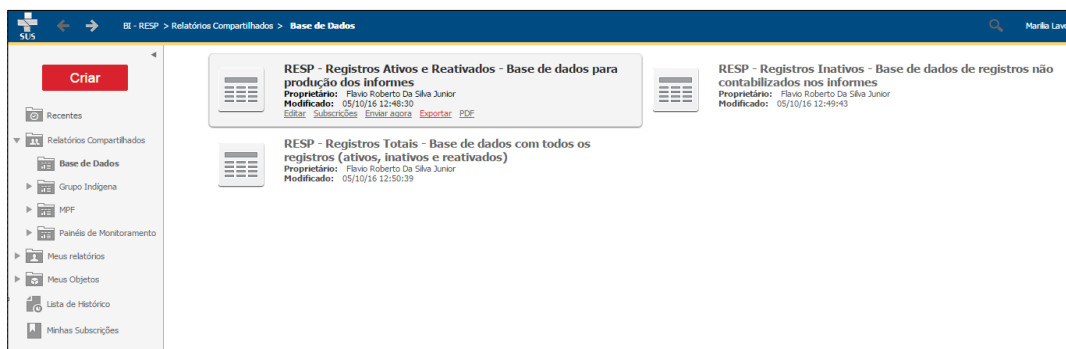 SUS
BI - RESP > Relatórios Compartilhados > Base de Dados
Marília
Criar
Recentes
Relatórios Compartilhados
Base de Dados
Grupo Indígena
MPF
Painéis de Monitoramento
Meus relatórios
Meus Objetos
Lista de Histórico
Minhas Subscrições
RESP - Registros Ativos e Reativados - Base de dados para
produção dos informes
Proprietário: Flavio Roberto Da Silva Junior
Modificado: 05/10/16 12:48:30
Editar Subscrições Enviar agora Exportar PDF
RESP - Registros Inativos - Base de dados de registros não
contabilizados nos informes
Proprietário: Flavio Roberto Da Silva Junior
Modificado: 05/10/16 12:49:43
RESP - Registros Totais - Base de dados com todos os
registros (ativos, inativos e reativados)
Proprietário: Flavio Roberto Da Silva Junior
Modificado: 05/10/16 12:50:39